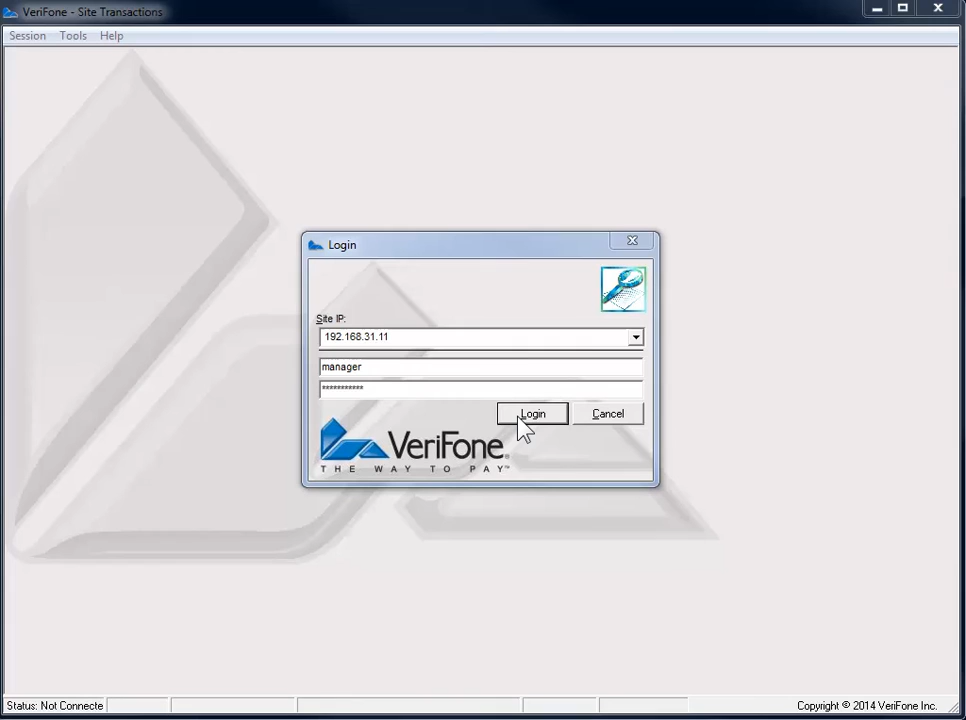 VeriFone - Site Transactions
Session Tools Help
Login
Site IP:
192.168.31.11
manager
***********
Login Cancel
VeriFone®
THE WAY TO PAY™
Status: Not Connecte
Copyright © 2014 VeriFone Inc.